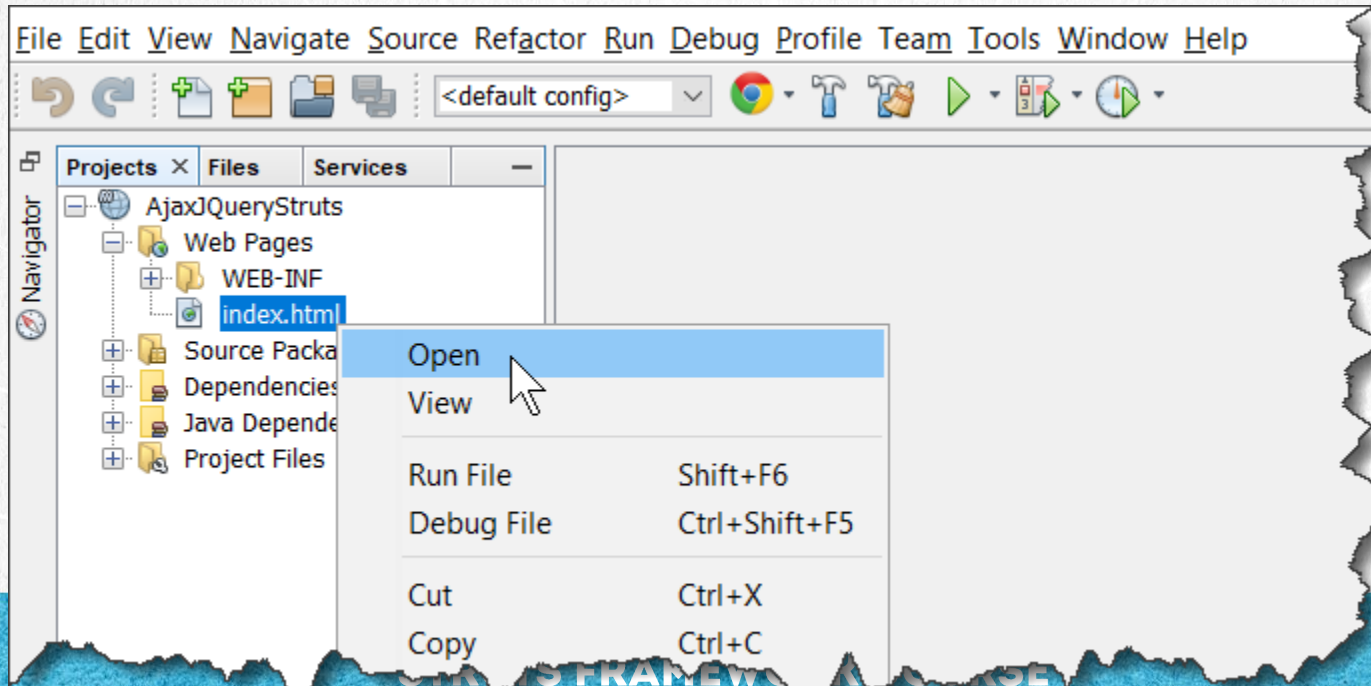 File Edit View Navigate Source Refactor Run Debug Profile Team Tools Window Help
<default config>
Projects Files Services
Navigator
AjaxJQueryStruts
Web Pages
WEB-INF
index.html
Source Packa
Dependencies
Java Depende
Project Files
Open
View
Run File Shift+F6
Debug File Ctrl+Shift+F5
Cut Ctrl+X
Copy Ctrl+C